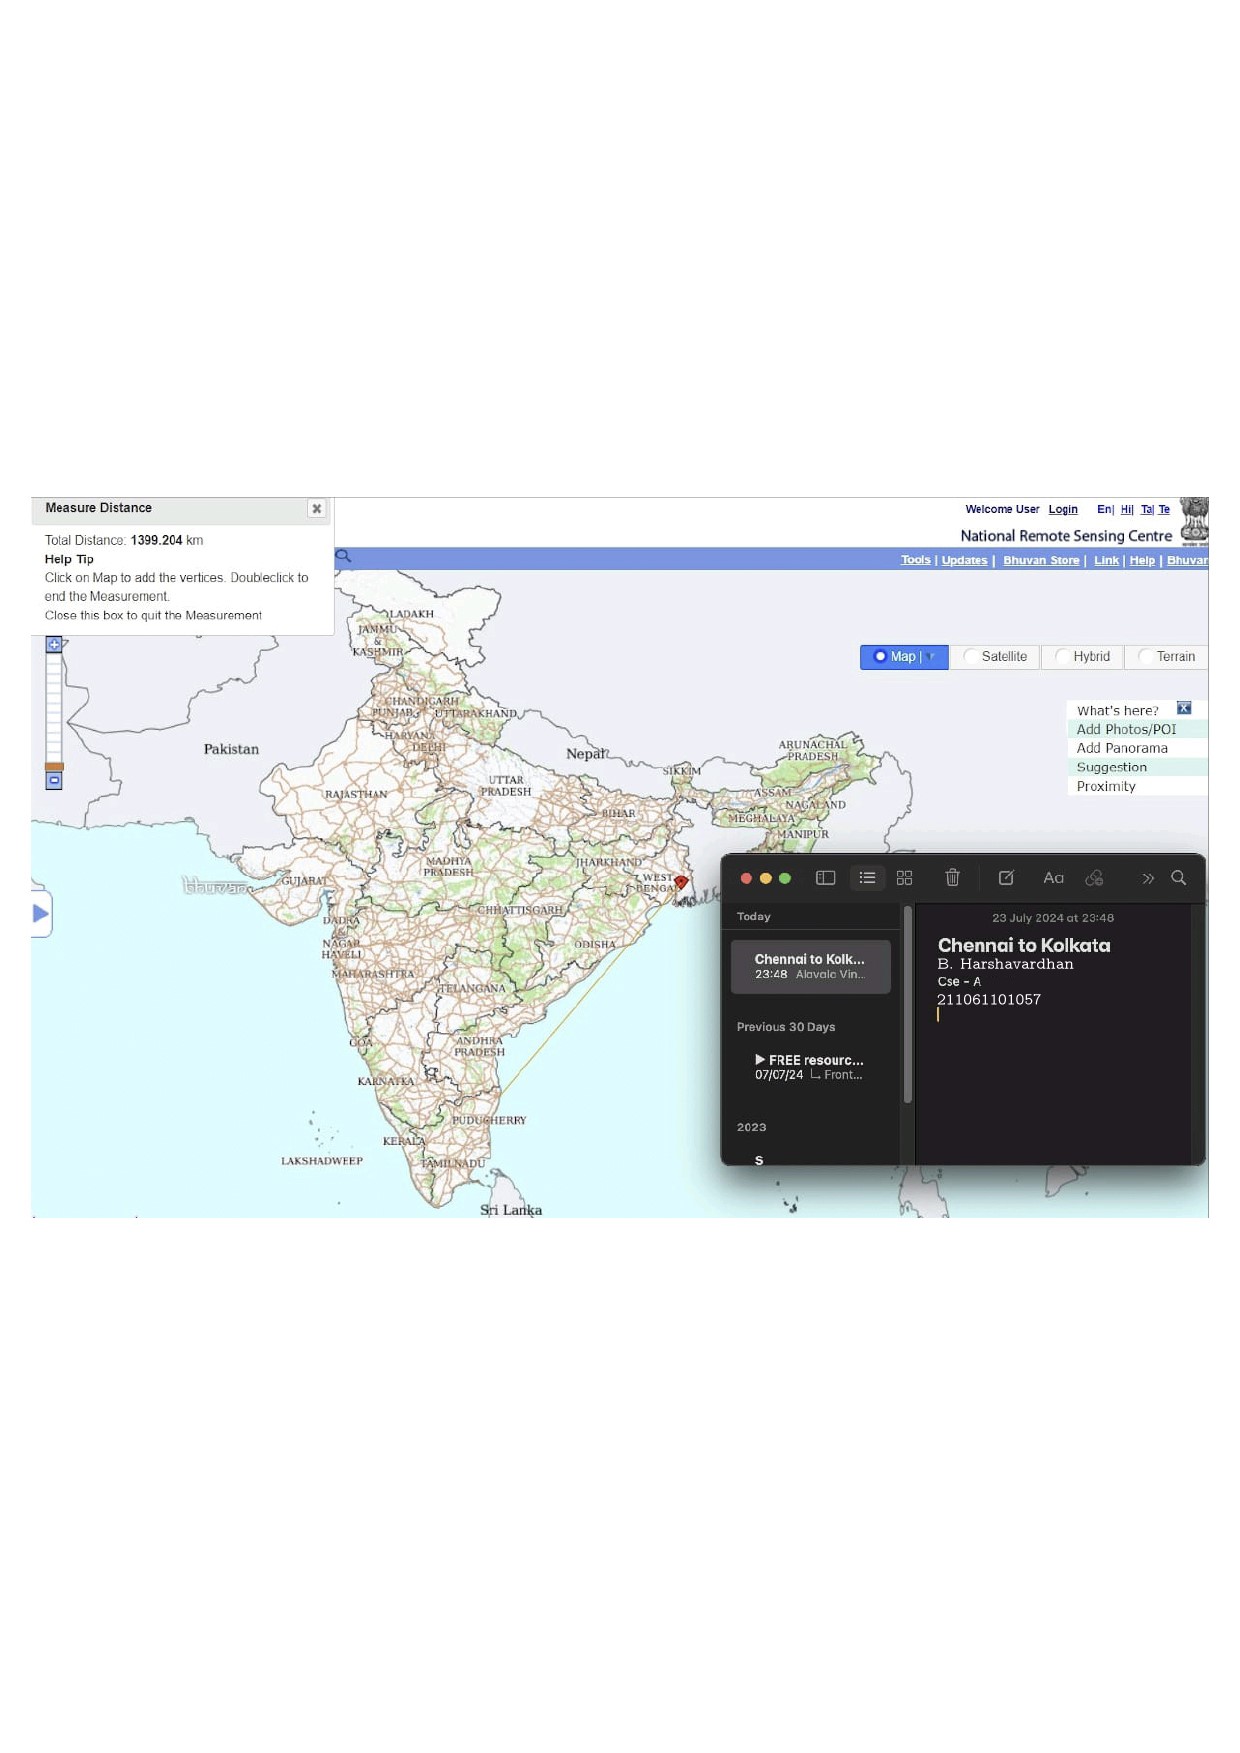 Measure Distance
Total Distance: 1399.204 km
Help Tip
Click on Map to add the vertices. Doubleclick to
end the Measurement.
Close this box to quit the Measurement
Welcome User Login En| Hi| Ta| Te
National Remote Sensing Centre
Tools | Updates | Bhuvan Store | Link | Help | Bhuvan
Map | Satellite Hybrid Terrain
What's here?
Add Photos/POI
Add Panorama
Suggestion
Proximity
LADAKH
JAMMU
&
KASHMIR
CHANDIGARH
PUNJAB UTTARAKHAND
HARYANA
DELHI
Pakistan
Nepal
ARUNACHAL
PRADESH
SIKKIM
UTTAR
PRADESH
RAJASTHAN
ASSAM
NAGALAND
BIHAR
MEGHALAYA
MANIPUR
MADHYA
PRADESH
JHARKHAND
GUJARAT
WEST
BENGAL
bhuvan
CHHATTISGARH
DADRA
&
NAGAR
HAVELI
ODISHA
MAHARASHTRA
TELANGANA
GOA
ANDHRA
PRADESH
KARNATKA
PUDUCHERRY
KERALA
LAKSHADWEEP
TAMILNADU
Sri Lanka
Aa
Today
Chennai to Kolk...
23:48 Alavala Vin...
Previous 30 Days
FREE resourc...
07/07/24 Front...
2023
S
23 July 2024 at 23:48
Chennai to Kolkata
B. Harshavardhan
Cse - A
211061101057